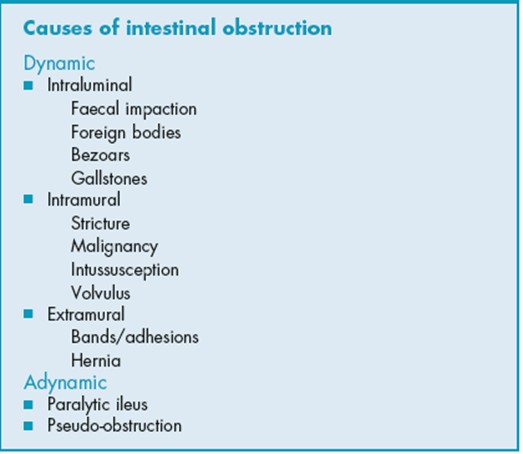 Causes of intestinal obstruction
Dynamic
■ Intraluminal
Faecal impaction
Foreign bodies
Bezoars
Gallstones
■ Intramural
Stricture
Malignancy
Intussusception
Volvulus
■ Extramural
Bands/adhesions
Hernia
Adynamic
■ Paralytic ileus
■ Pseudo-obstruction